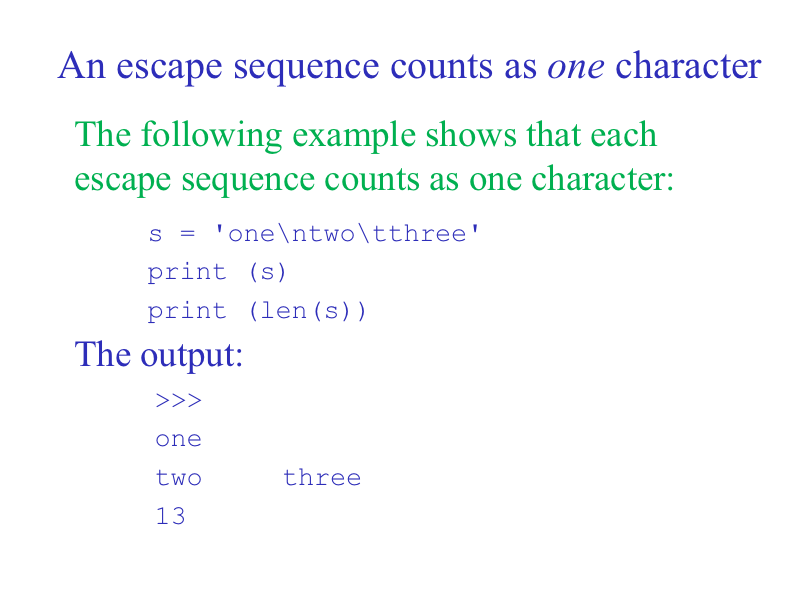 An escape sequence counts as one character
The following example shows that each
escape sequence counts as one character:
s = 'one\ntwo\tthree'
print (s)
print (len(s))
The output:
>>>
one
two     three
13